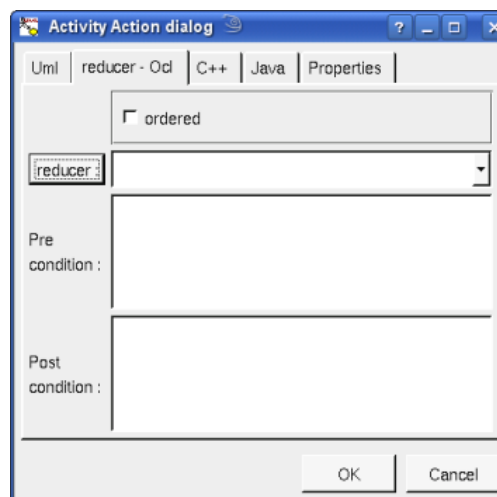 Activity Action dialog
Uml reducer - Ocl C++ Java Properties
ordered
reducer :
Pre
condition :
Post
condition :
OK Cancel